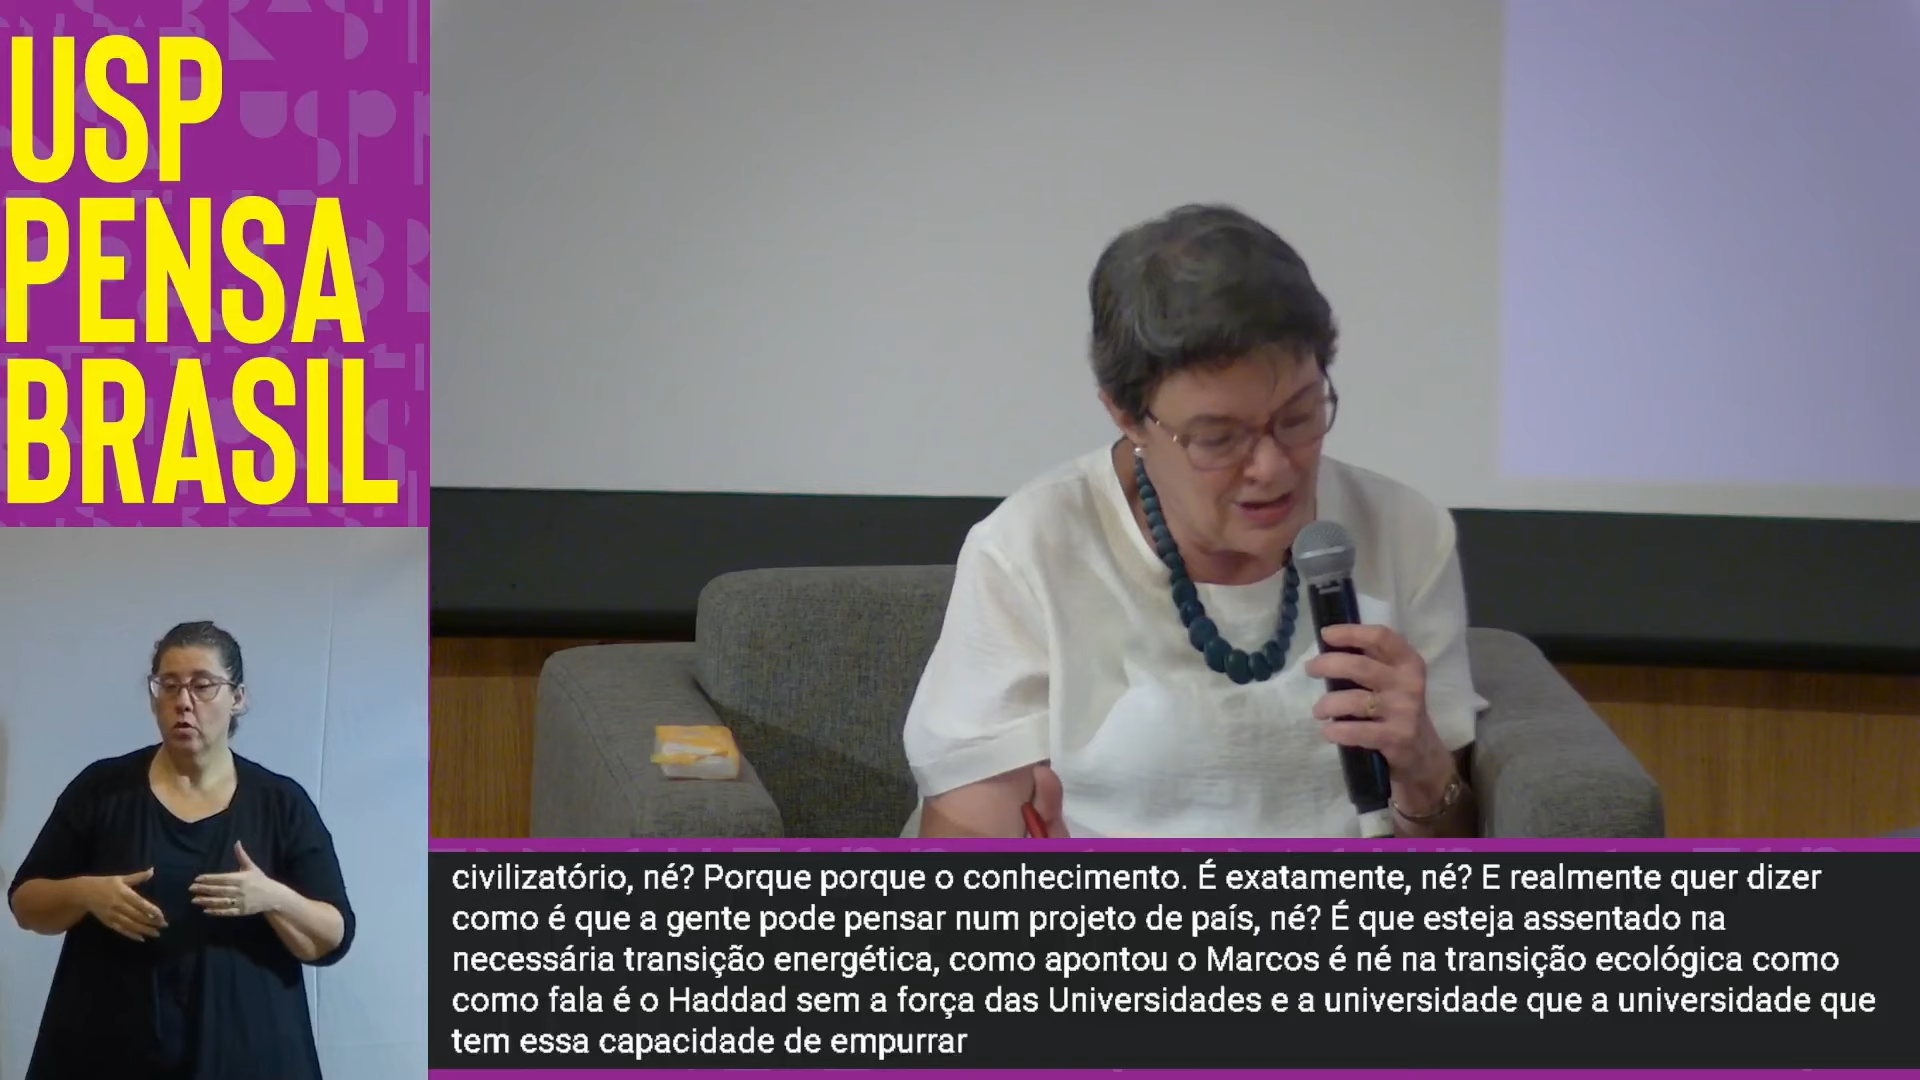 USP
PENSA
BRASIL
civilizatório, né? Porque porque o conhecimento. É exatamente, né? E realmente quer dizer
como é que a gente pode pensar num projeto de país, né? É que esteja assentado na
necessária transição energética, como apontou o Marcos é né na transição ecológica como
como fala é o Haddad sem a força das Universidades e a universidade que a universidade que
tem essa capacidade de empurrar